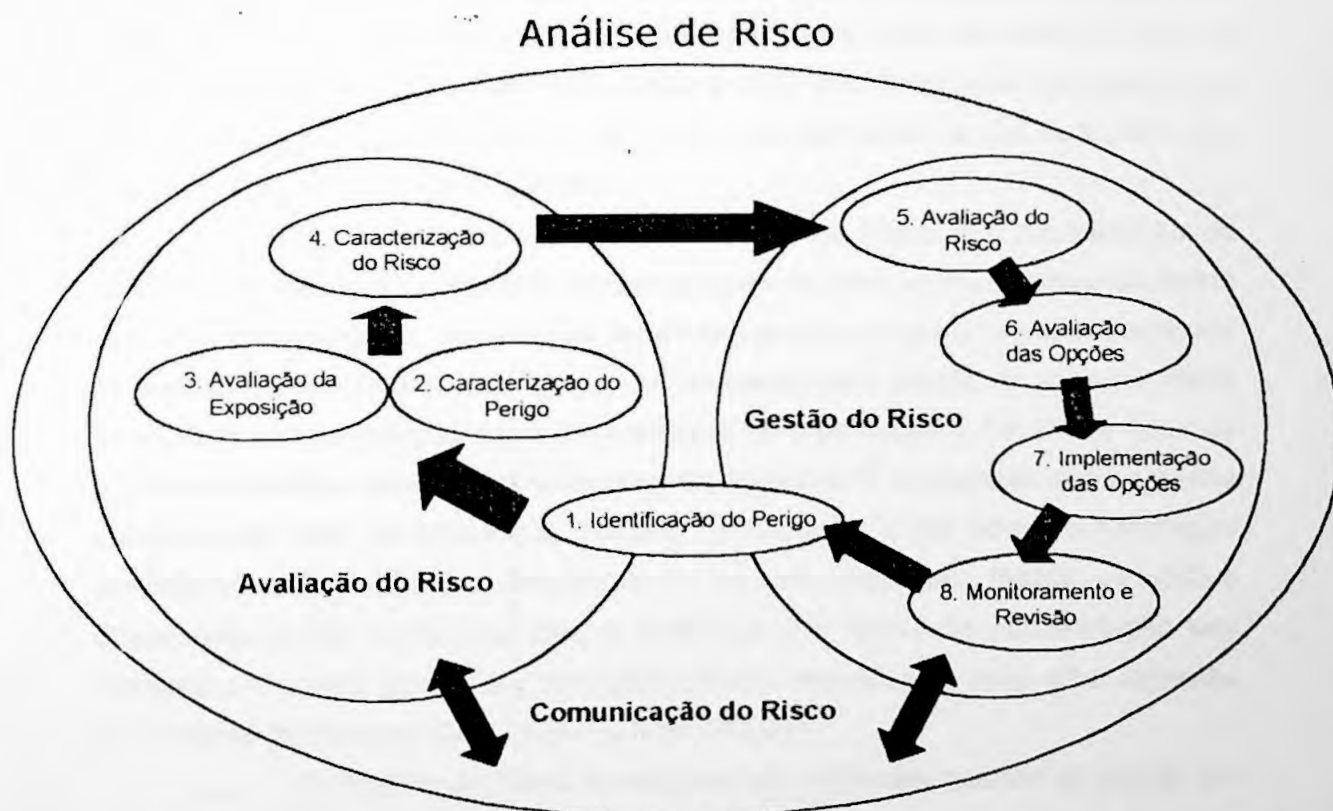 Análise de Risco
4. Caracterização
do Risco
5. Avaliação do
Risco
6. Avaliação
das Opções
3. Avaliação da
Exposição
2. Caracterização do
Perigo
Gestão do Risco
7. Implementação
das Opções
1. Identificação do Perigo
Avaliação do Risco
8. Monitoramento e
Revisão
Comunicação do Risco